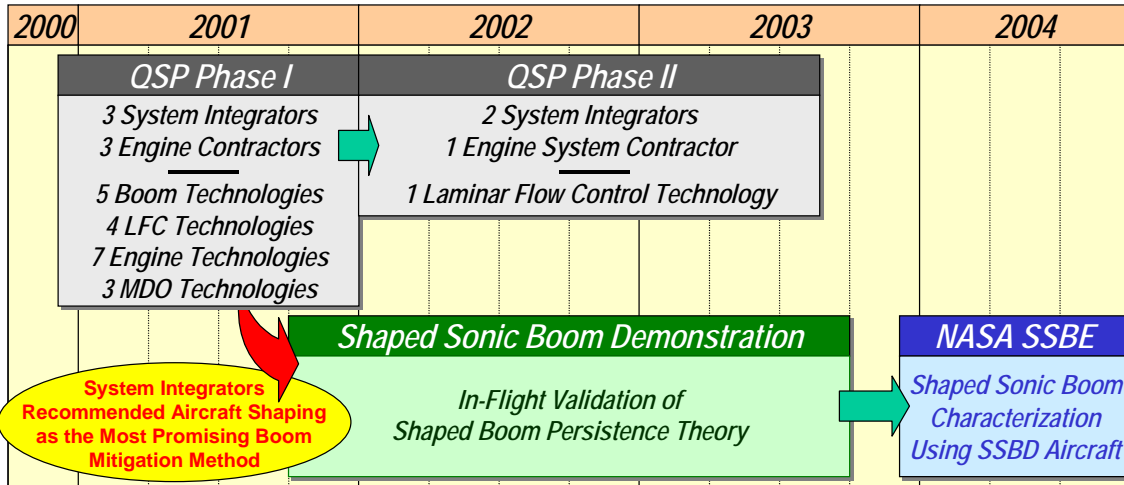 2000 2001 2002 2003 2004
QSP Phase I
3 System Integrators
3 Engine Contractors
5 Boom Technologies
4 LFC Technologies
7 Engine Technologies
3 MDO Technologies
QSP Phase II
2 System Integrators
1 Engine System Contractor
1 Laminar Flow Control Technology
System Integrators
Recommended Aircraft Shaping
as the Most Promising Boom
Mitigation Method
Shaped Sonic Boom Demonstration
In-Flight Validation of
Shaped Boom Persistence Theory
NASA SSBE
Shaped Sonic Boom
Characterization
Using SSBD Aircraft